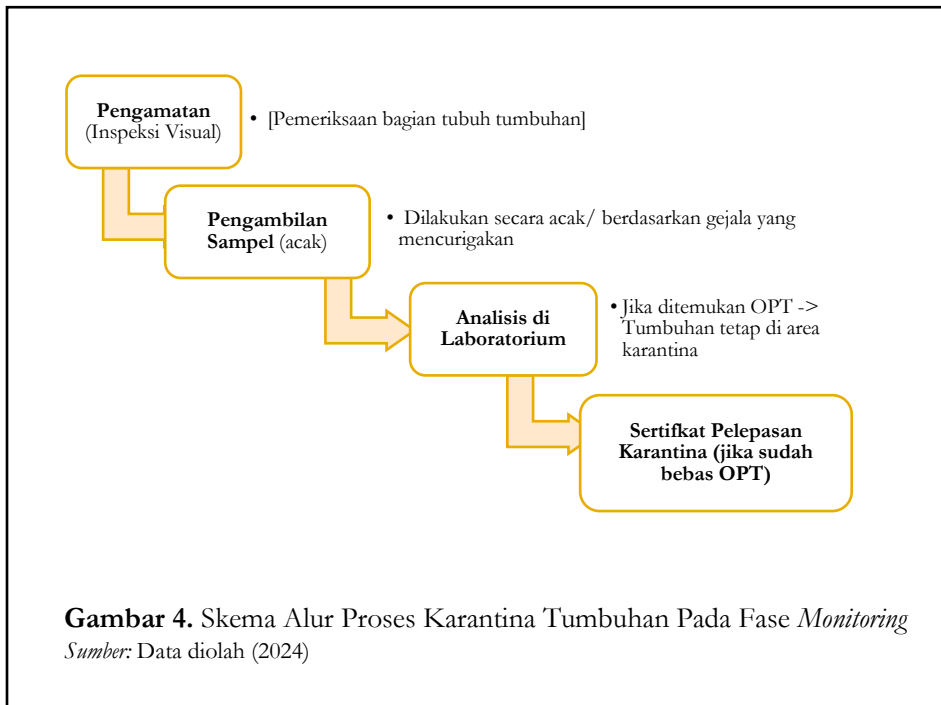 Pengamatan
(Inspeksi Visual)
• [Pemeriksaan bagian tubuh tumbuhan]
Pengambilan
Sampel (acak)
• Dilakukan secara acak/ berdasarkan gejala yang
mencurigakan
Analisis di
Laboratorium
• Jika ditemukan OPT ->
Tumbuhan tetap di area
karantina
Sertifkat Pelepasan
Karantina (jika sudah
bebas OPT)
Gambar 4. Skema Alur Proses Karantina Tumbuhan Pada Fase Monitoring
Sumber: Data diolah (2024)